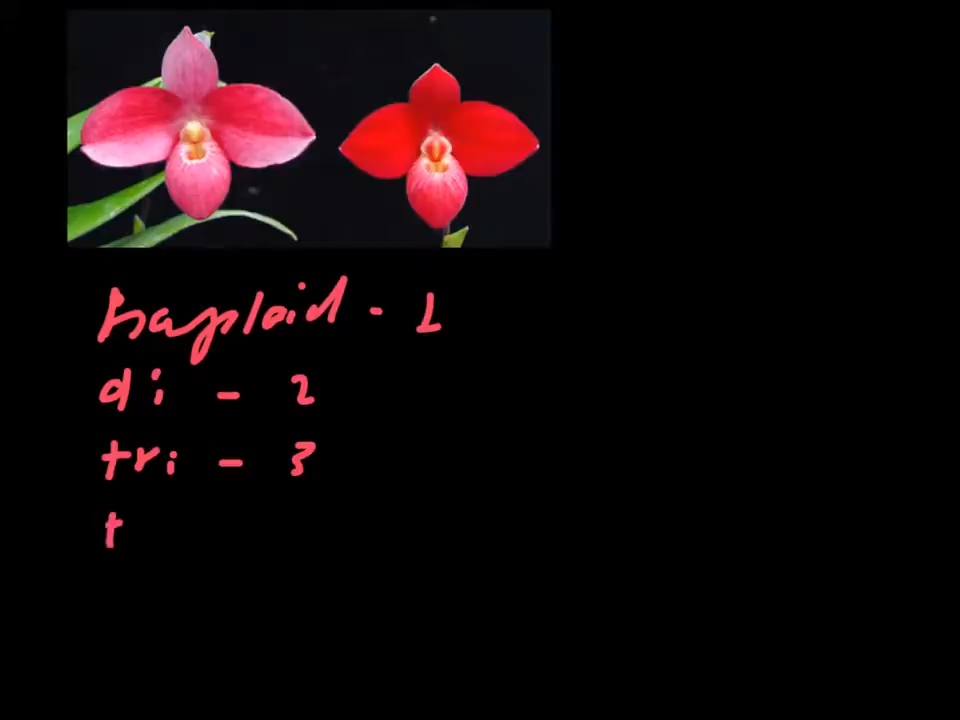 haploid - 1
di - 2
tri - 3
t